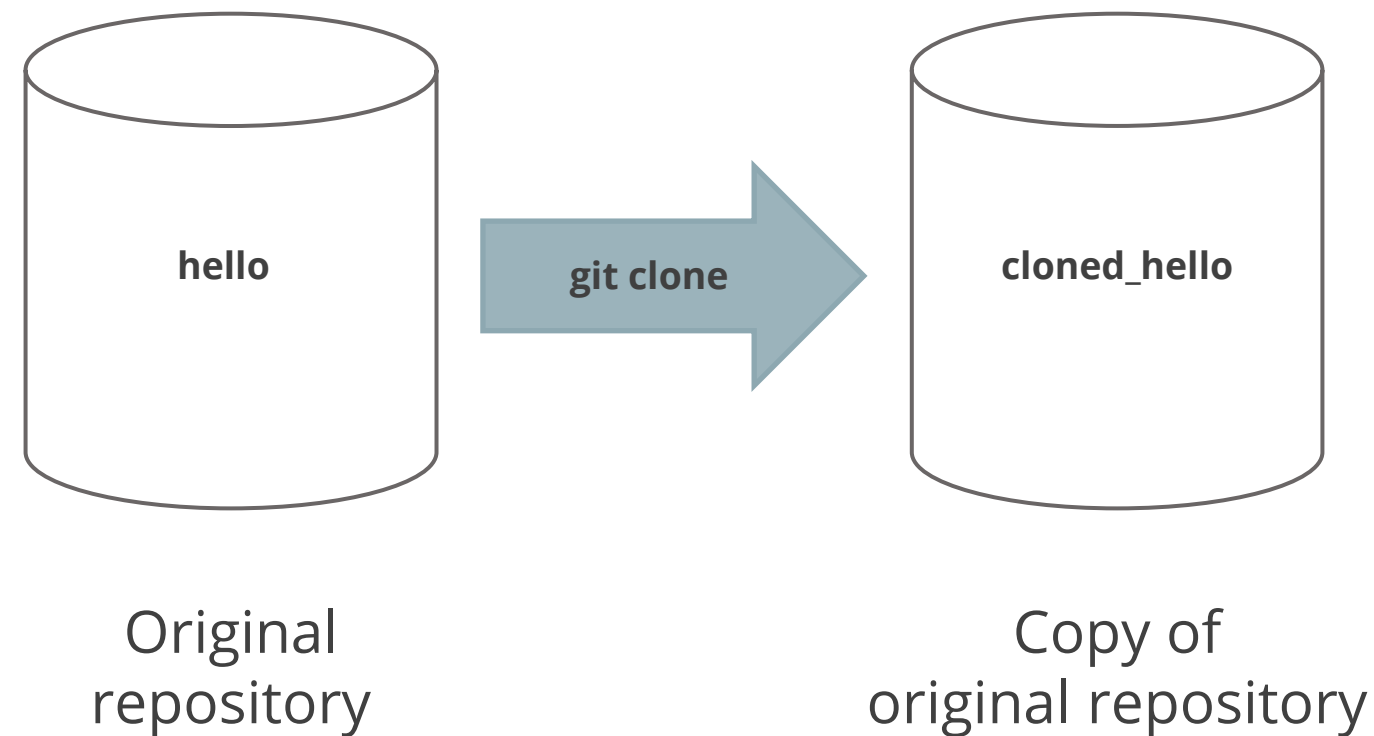 hello
git clone
cloned_hello
Original
repository
Copy of
original repository